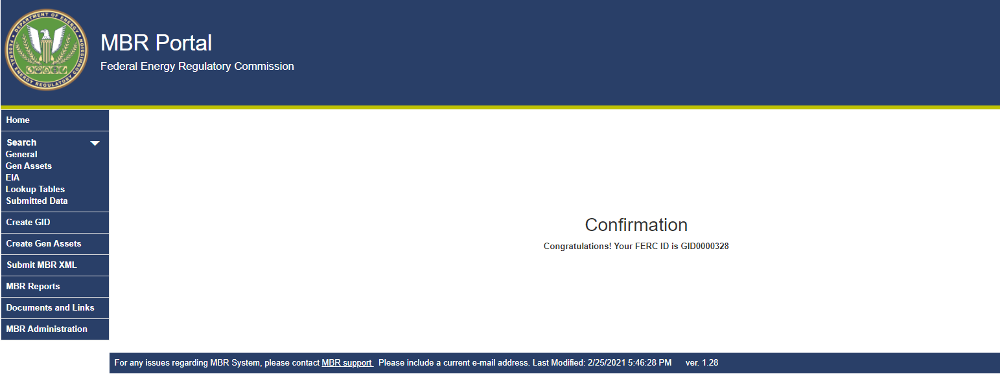 DEPARTMENT OF ENERGY
FEDERAL ENERGY REGULATORY COMMISSION
MBR Portal
Federal Energy Regulatory Commission
Home
Search
General
Gen Assets
EIA
Lookup Tables
Submitted Data
Create GID
Create Gen Assets
Submit MBR XML
MBR Reports
Documents and Links
MBR Administration
Confirmation
Congratulations! Your FERC ID is GID0000328
For any issues regarding MBR System, please contact MBR support Please include a current e-mail address. Last Modified: 2/25/2021 5:46:28 PM ver. 1.28